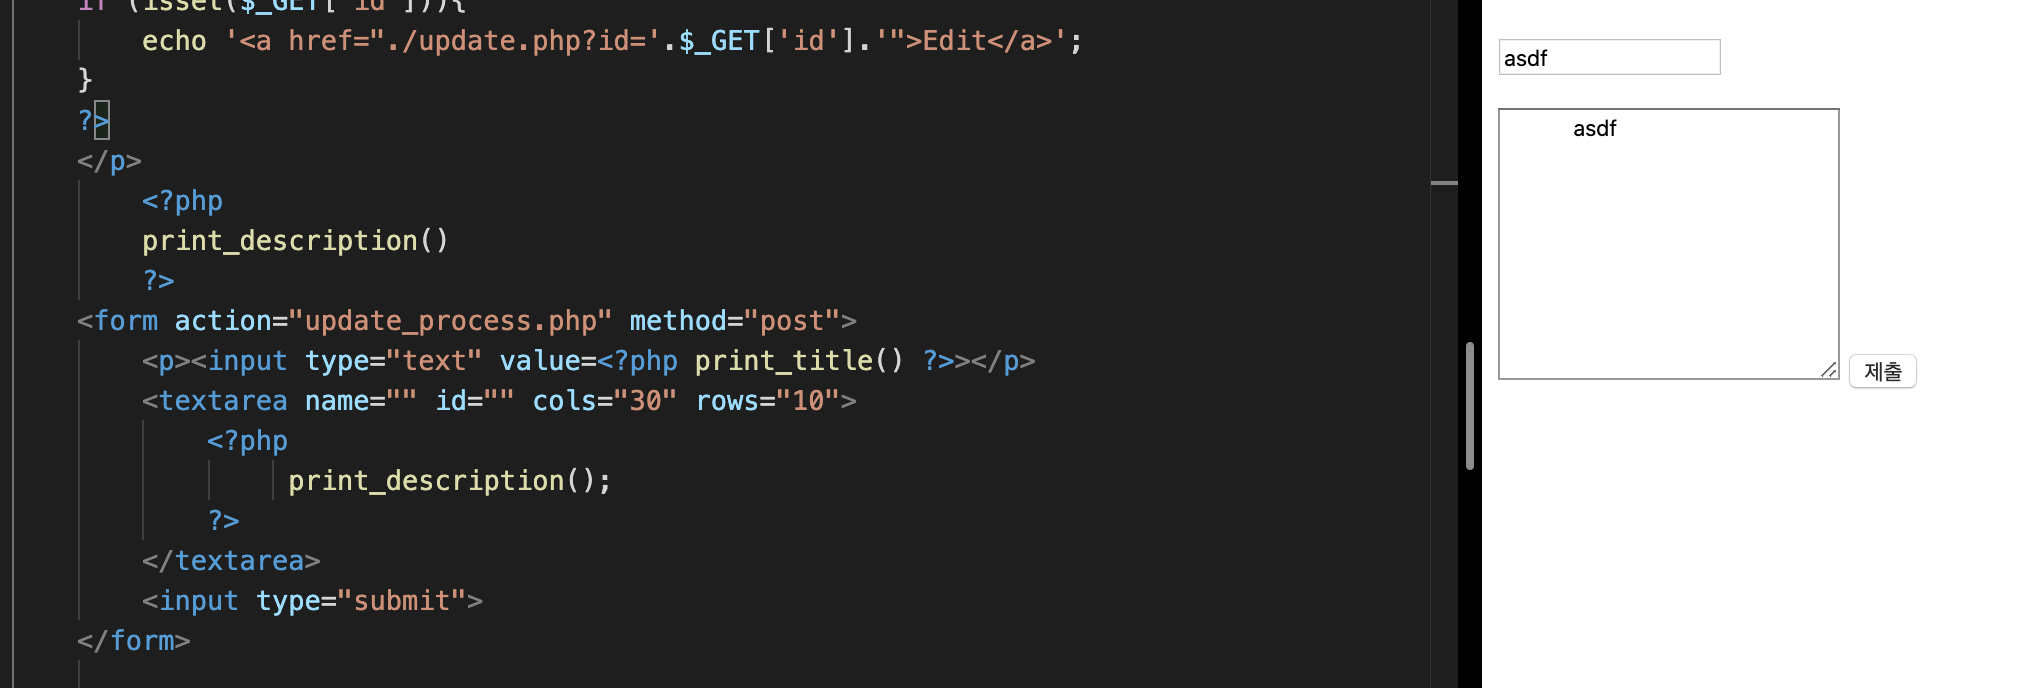 if (isset($_GET['id'])){
echo '<a href="./update.php?id='.$_GET['id'].'">Edit</a>';
}
?>
</p>
<?php
print_description()
?>
<form action="update_process.php" method="post">
<p><input type="text" value=<?php print_title() ?>></p>
<textarea name="" id="" cols="30" rows="10">
<?php
print_description();
?>
</textarea>
<input type="submit">
</form>
asdf
asdf
제출